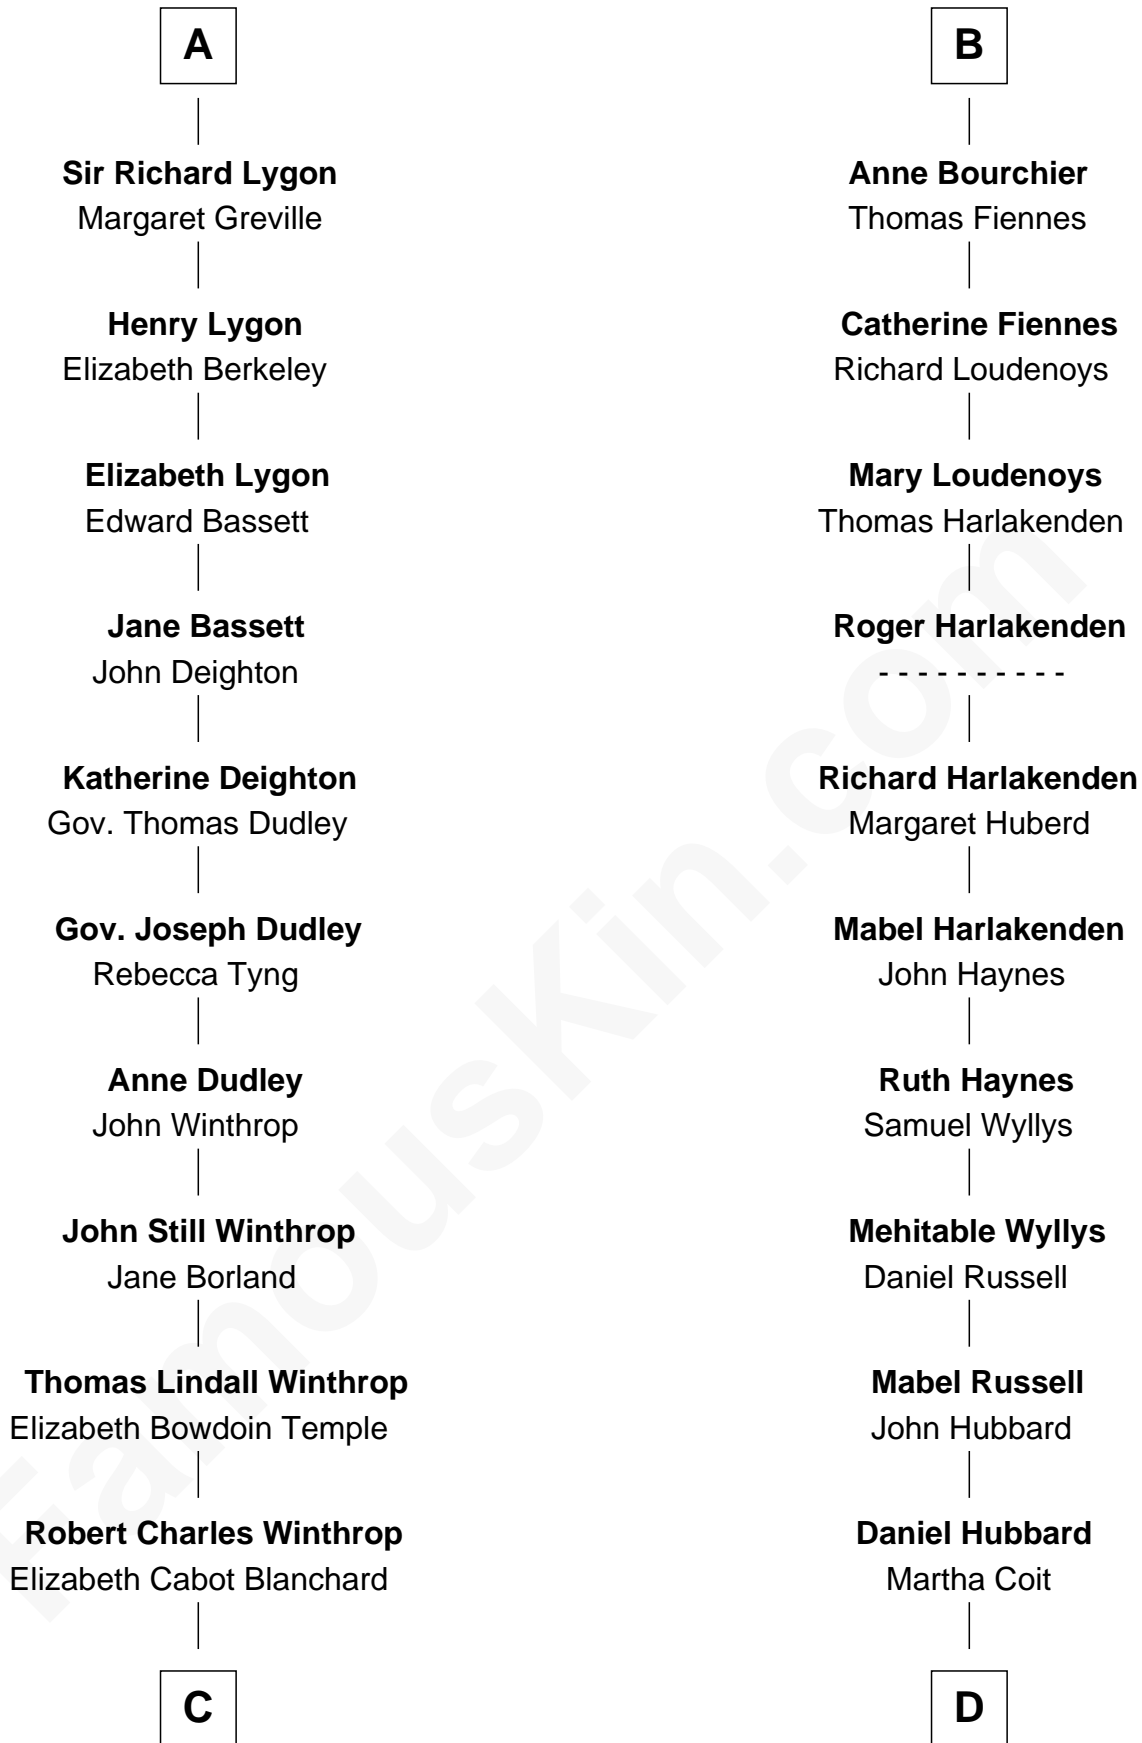 A
Sir Richard Lygon
Margaret Greville
Henry Lygon
Elizabeth Berkeley
Elizabeth Lygon
Edward Bassett
Jane Bassett
John Deighton
Katherine Deighton
Gov. Thomas Dudley
Gov. Joseph Dudley
Rebecca Tyng
Anne Dudley
John Winthrop
John Still Winthrop
Jane Borland
Thomas Lindall Winthrop
Elizabeth Bowdoin Temple
Robert Charles Winthrop
Elizabeth Cabot Blanchard
C
B
Anne Bourchier
Thomas Fiennes
Catherine Fiennes
Richard Loudenoys
Mary Loudenoys
Thomas Harlakenden
Roger Harlakenden
- - - - - - - - - -
Richard Harlakenden
Margaret Huberd
Mabel Harlakenden
John Haynes
Ruth Haynes
Samuel Wyllys
Mehitable Wyllys
Daniel Russell
Mabel Russell
John Hubbard
Daniel Hubbard
Martha Coit
D
FamousKin.com